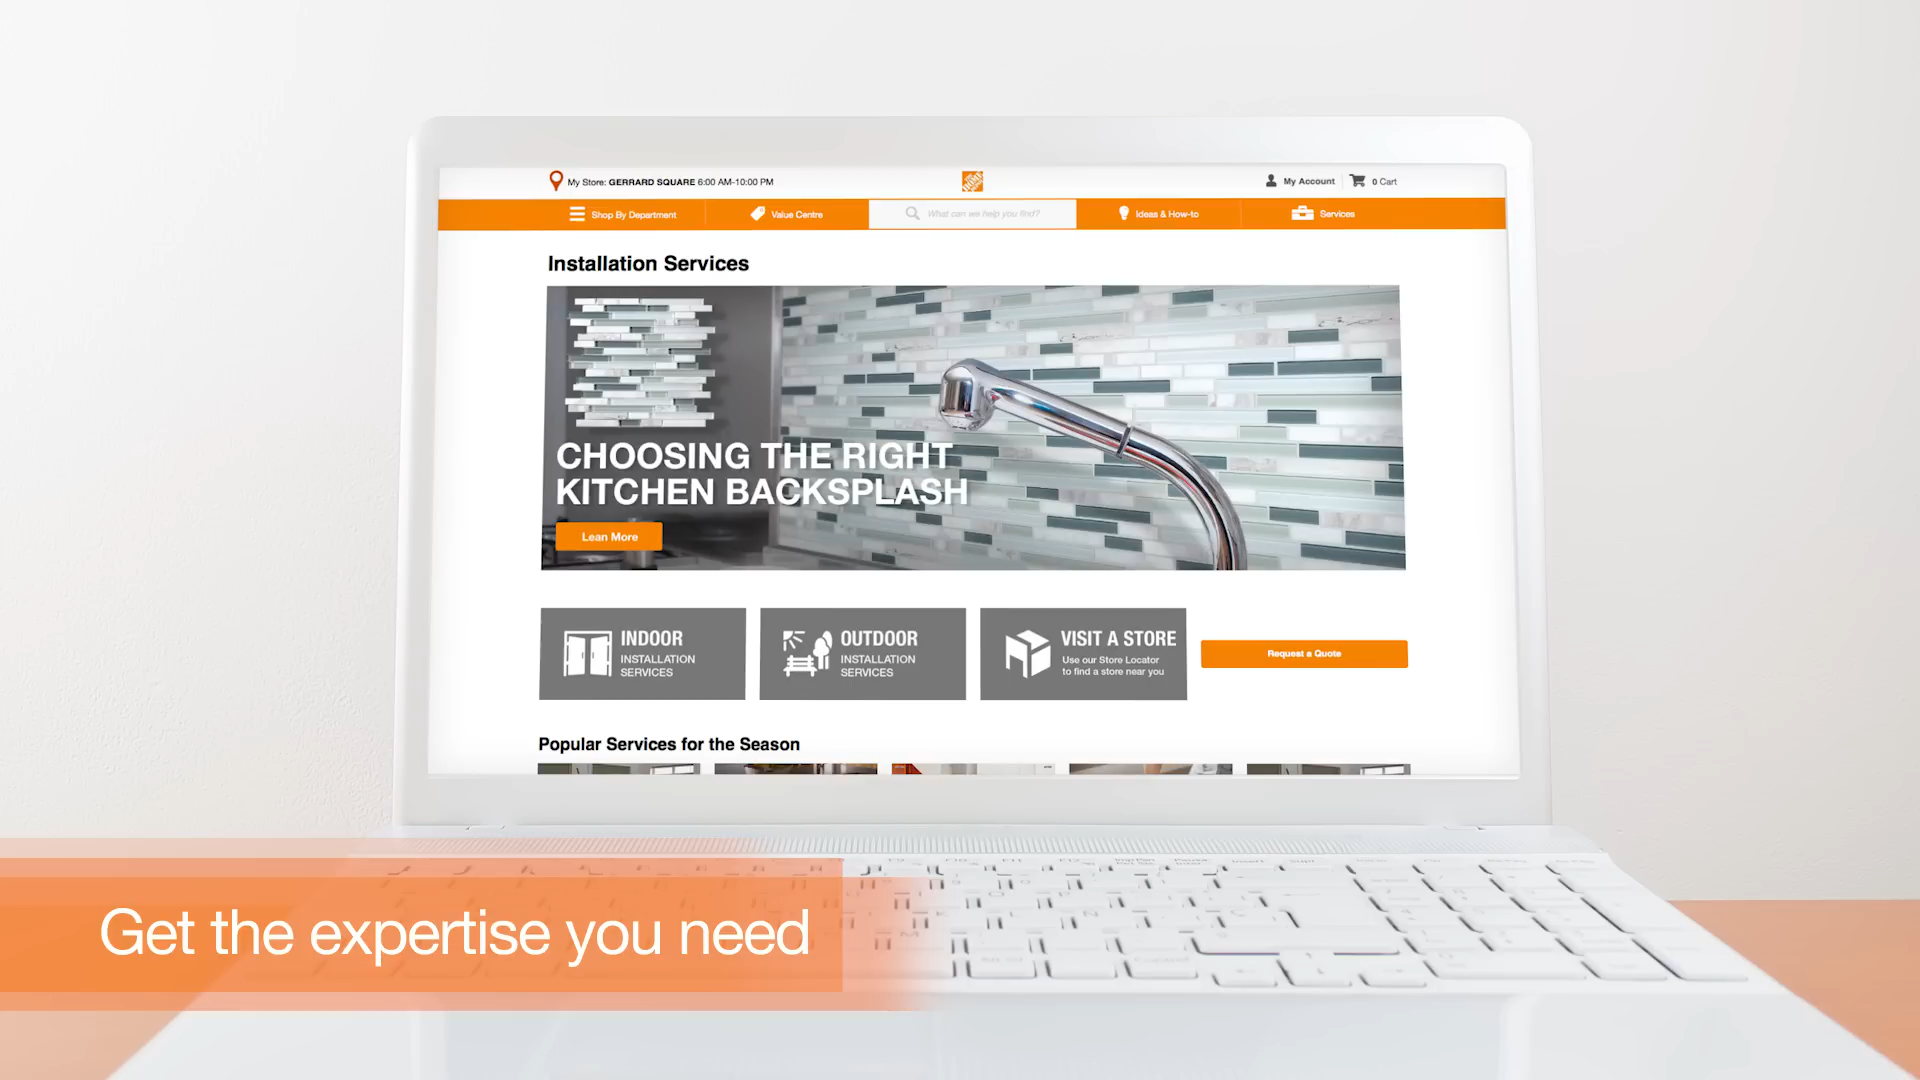 My Store: GERRARD SQUARE 6:00 AM-10:00 PM
My Account
0 Cart
Shop By Department
Value Centre
What can we help you find?
Ideas & How-to
Services
Installation Services
CHOOSING THE RIGHT
KITCHEN BACKSPLASH
Lean More
INDOOR
INSTALLATION
SERVICES
OUTDOOR
INSTALLATION
SERVICES
VISIT A STORE
Use our Store Locator
to find a store near you
Request a Quote
Popular Services for the Season
Get the expertise you need